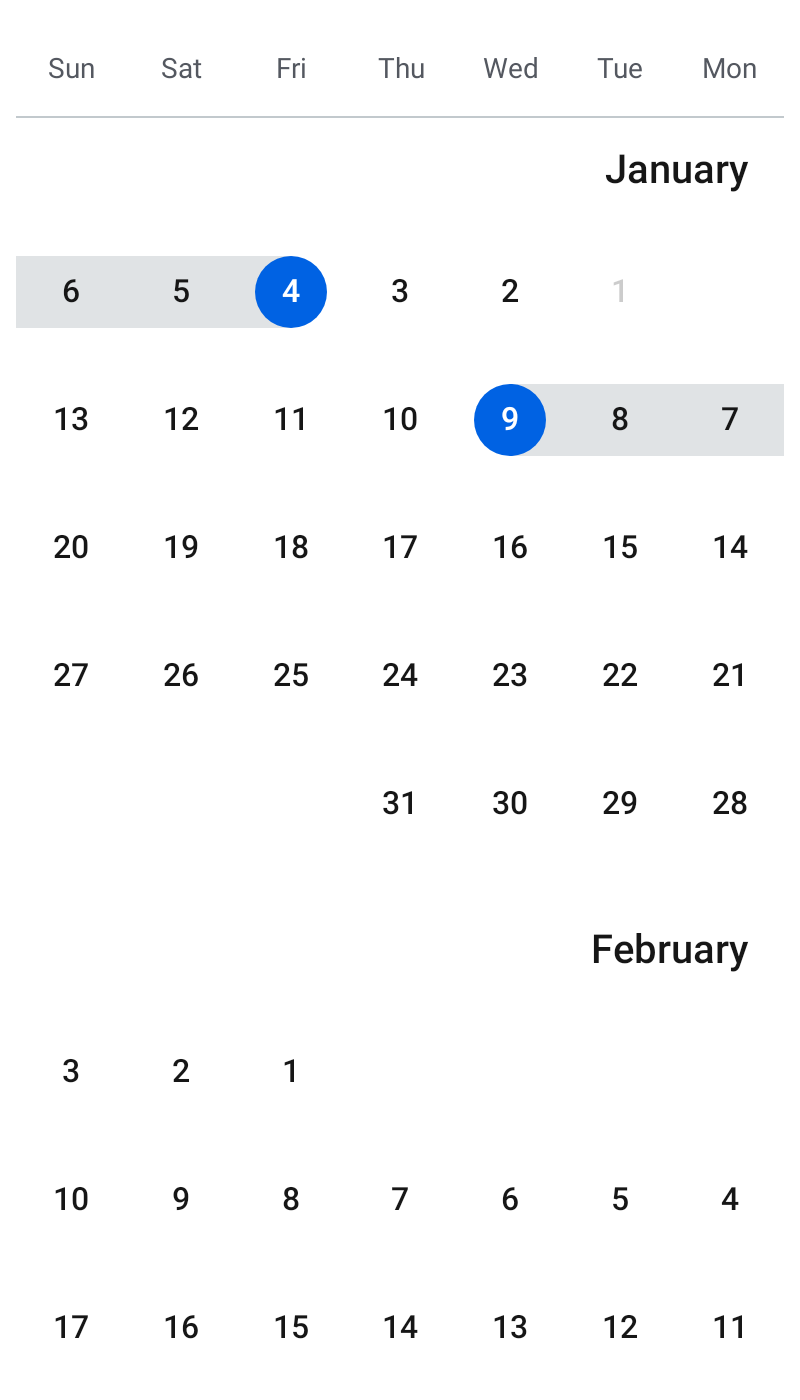 Sun Sat Fri Thu Wed Tue Mon
January
6 5 4 3 2 1
13 12 11 10 9 8 7
20 19 18 17 16 15 14
27 26 25 24 23 22 21
31 30 29 28
February
3 2 1
10 9 8 7 6 5 4
17 16 15 14 13 12 11